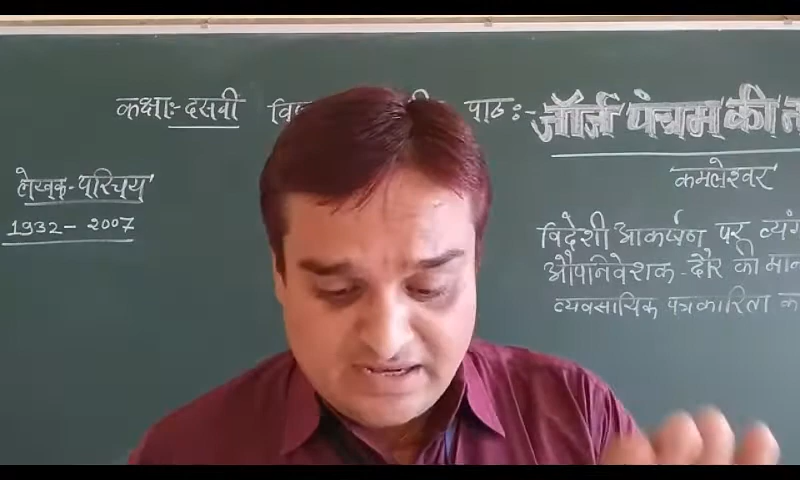 कक्षाः- दसवीं पाठः- जॉर्ज पंचम की
कमलेश्वर
लेखक-परिचय
1932 - 2007
विदेशी आकर्षण पर
औपनिवेशक - दौर की
व्यवसायिक पत्रकारिता